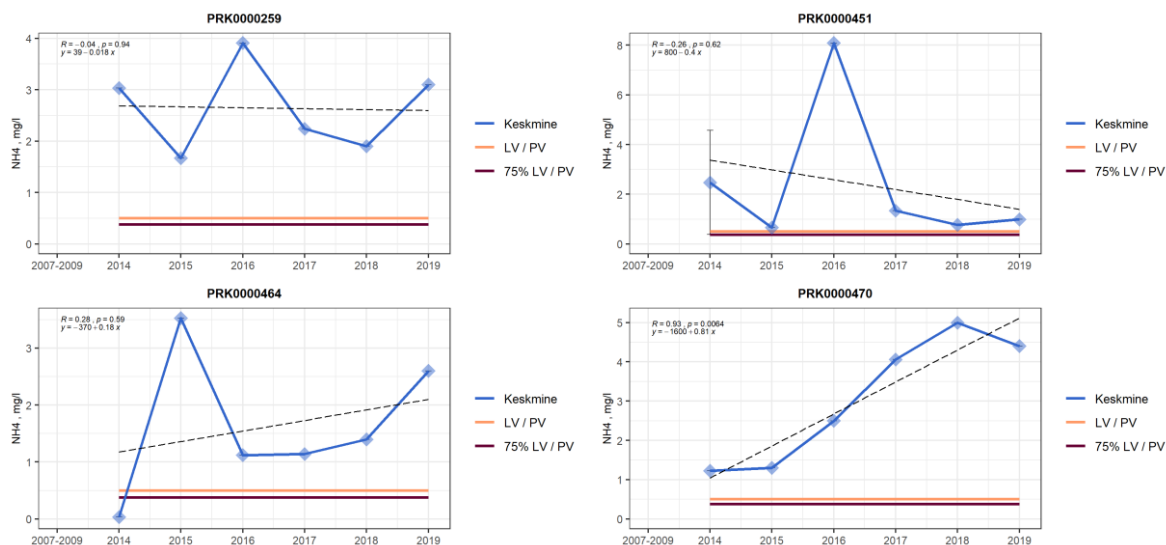 PRK0000259
R = −0.04 , p = 0.94
y = 39 − 0.018 x
NH4 , mg/l
4
3
2
1
0
2007-2009 2014 2015 2016 2017 2018 2019
Keskmine
LV / PV
75% LV / PV
PRK0000451
R = −0.26 , p = 0.62
y = 800 − 0.4 x
NH4 , mg/l
8
6
4
2
0
2007-2009 2014 2015 2016 2017 2018 2019
Keskmine
LV / PV
75% LV / PV
PRK0000464
R = 0.28 , p = 0.59
y = −370 + 0.18 x
NH4 , mg/l
3
2
1
0
2007-2009 2014 2015 2016 2017 2018 2019
Keskmine
LV / PV
75% LV / PV
PRK0000470
R = 0.93 , p = 0.0064
y = −1600 + 0.81 x
NH4 , mg/l
5
4
3
2
1
0
2007-2009 2014 2015 2016 2017 2018 2019
Keskmine
LV / PV
75% LV / PV